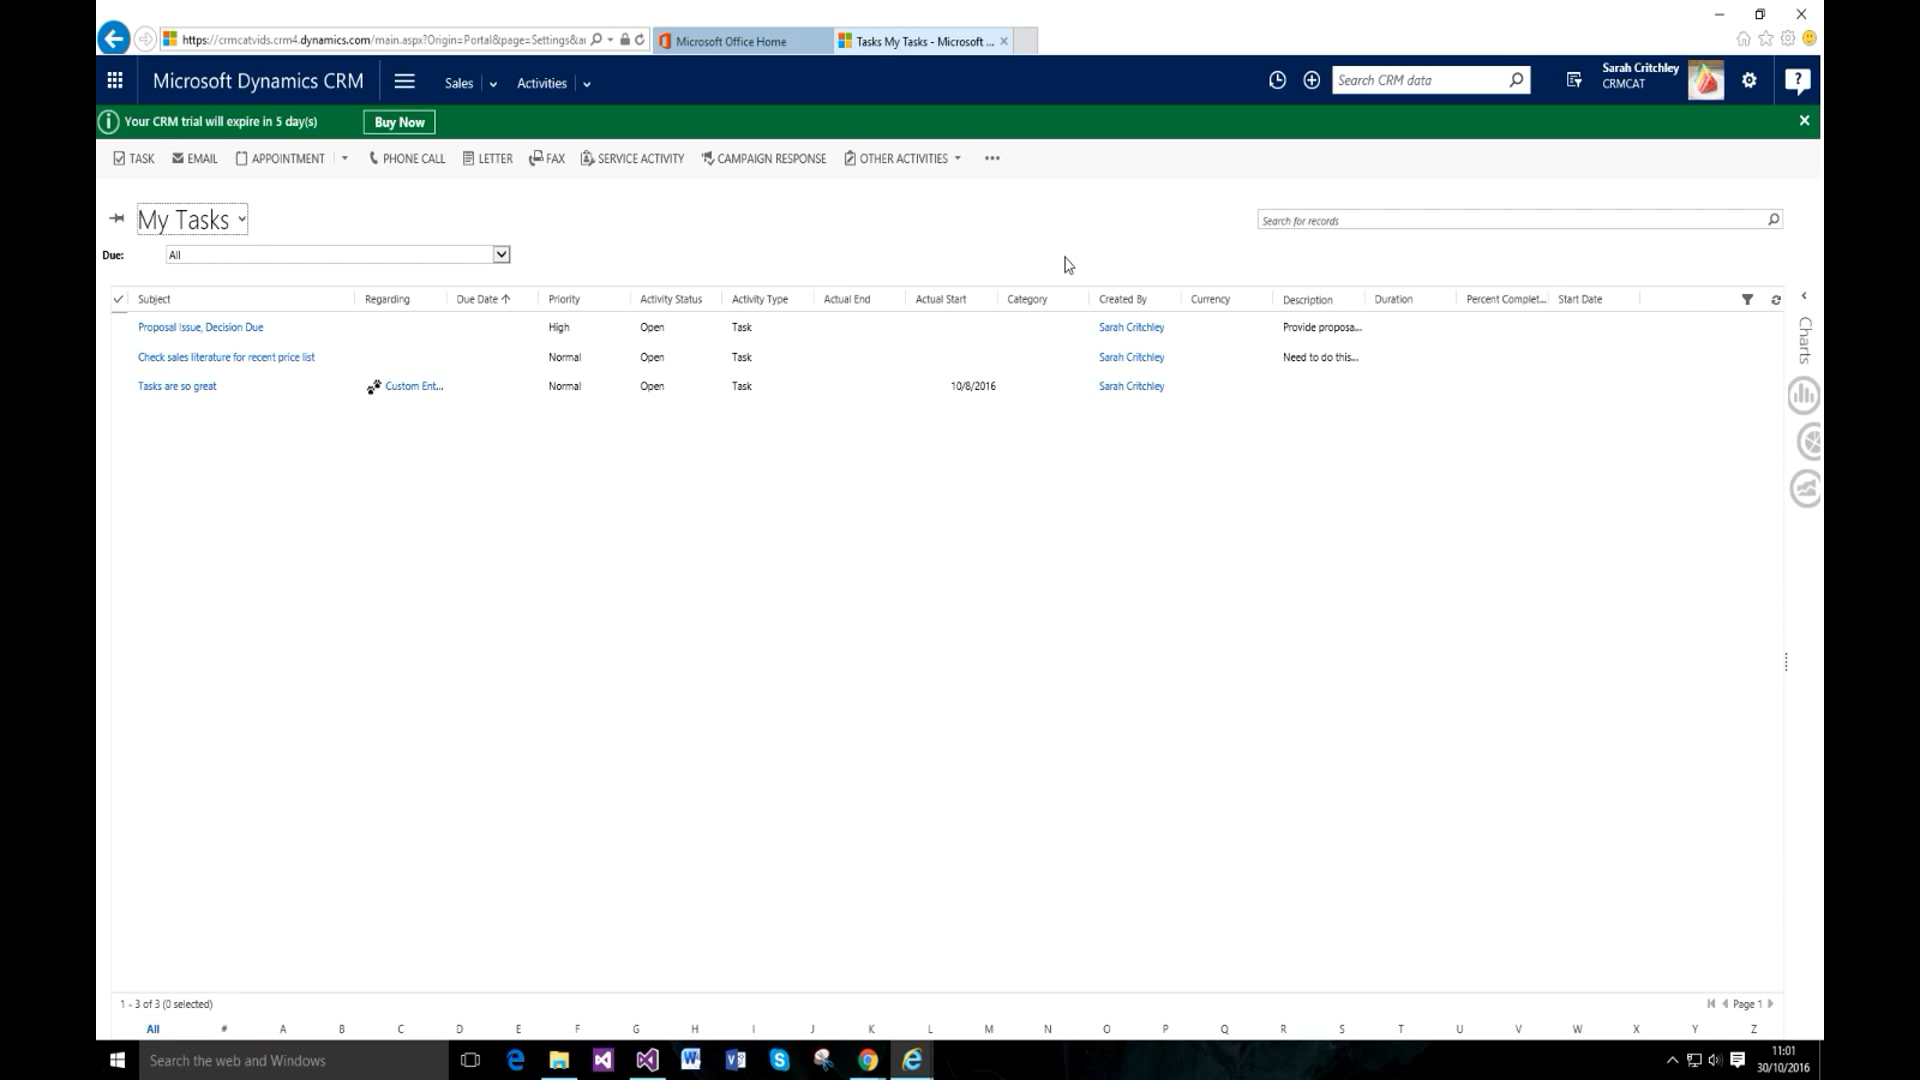 https://crmcatvids.crm4.dynamics.com/main.aspx?Origin=Portal&page=Settings&ai
Microsoft Office Home
Tasks My Tasks - Microsoft ...
Microsoft Dynamics CRM
Sales
Activities
Search CRM data
Sarah Critchley
CRMCAT
?
Your CRM trial will expire in 5 day(s)
Buy Now
TASK EMAIL APPOINTMENT PHONE CALL LETTER FAX SERVICE ACTIVITY CAMPAIGN RESPONSE OTHER ACTIVITIES ...
My Tasks
Search for records
Due: All
Subject Regarding Due Date Priority Activity Status Activity Type Actual End Actual Start Category Created By Currency Description Duration Percent Complet... Start Date
Proposal Issue, Decision Due High Open Task Sarah Critchley Provide proposa...
Check sales literature for recent price list Normal Open Task Sarah Critchley Need to do this...
Tasks are so great Custom Ent... Normal Open Task 10/8/2016 Sarah Critchley
Charts
1 - 3 of 3 (0 selected)
Page 1
All # A B C D E F G H I J K L M N O P Q R S T U V W X Y Z
Search the web and Windows
11:01
30/10/2016